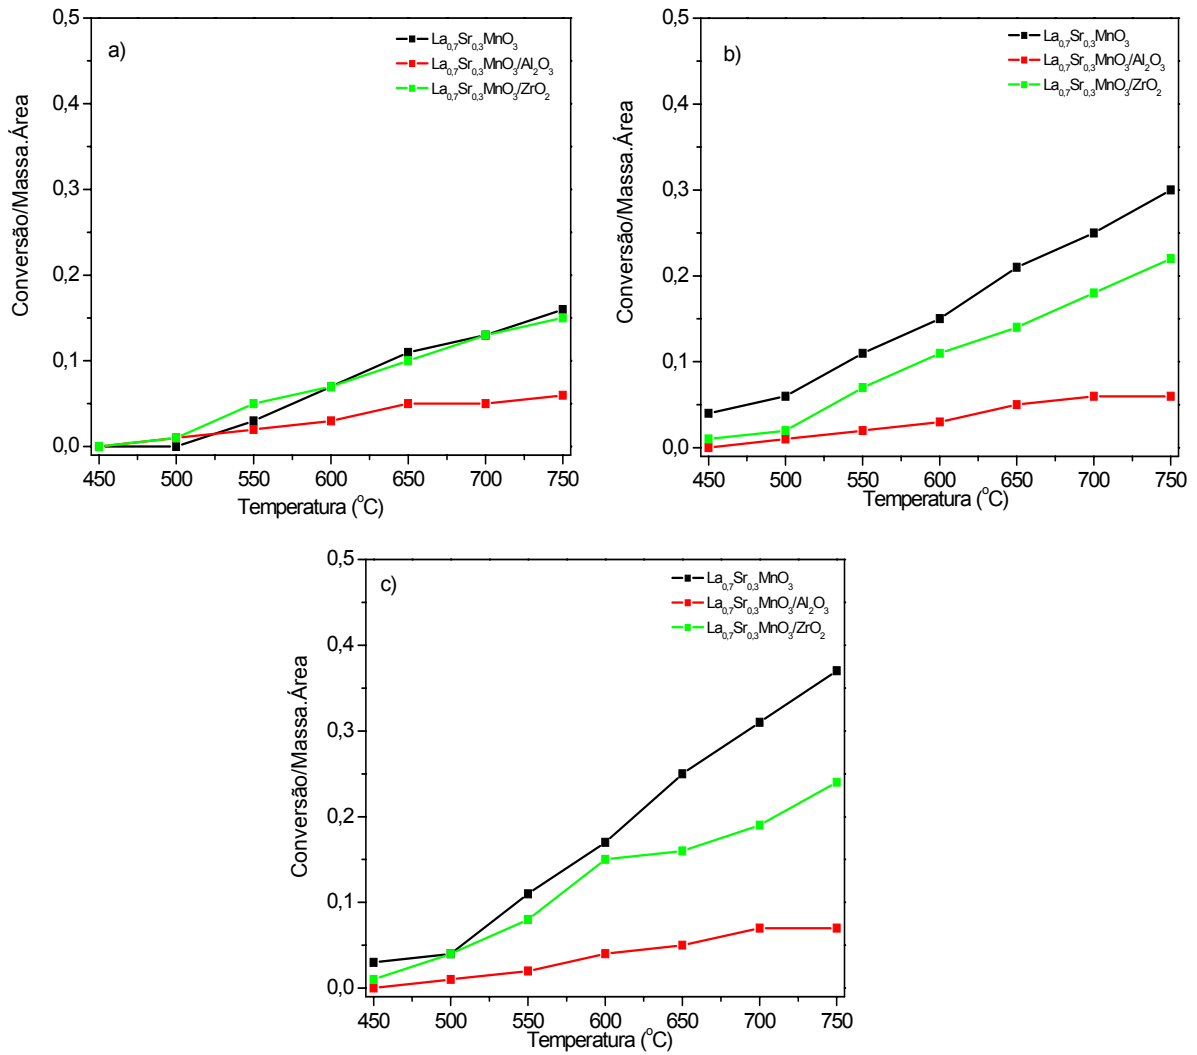 a)
La0,7Sr0,3MnO3
La0,7Sr0,3MnO3/Al2O3
La0,7Sr0,3MnO3/ZrO2
Conversão/Massa.Área
0,5
0,4
0,3
0,2
0,1
0,0
450 500 550 600 650 700 750
Temperatura (oC)
b)
La0,7Sr0,3MnO3
La0,7Sr0,3MnO3/Al2O3
La0,7Sr0,3MnO3/ZrO2
Conversão/Massa.Área
0,5
0,4
0,3
0,2
0,1
0,0
450 500 550 600 650 700 750
Temperatura (oC)
c)
La0,7Sr0,3MnO3
La0,7Sr0,3MnO3/Al2O3
La0,7Sr0,3MnO3/ZrO2
Conversão/Massa.Área
0,5
0,4
0,3
0,2
0,1
0,0
450 500 550 600 650 700 750
Temperatura (oC)